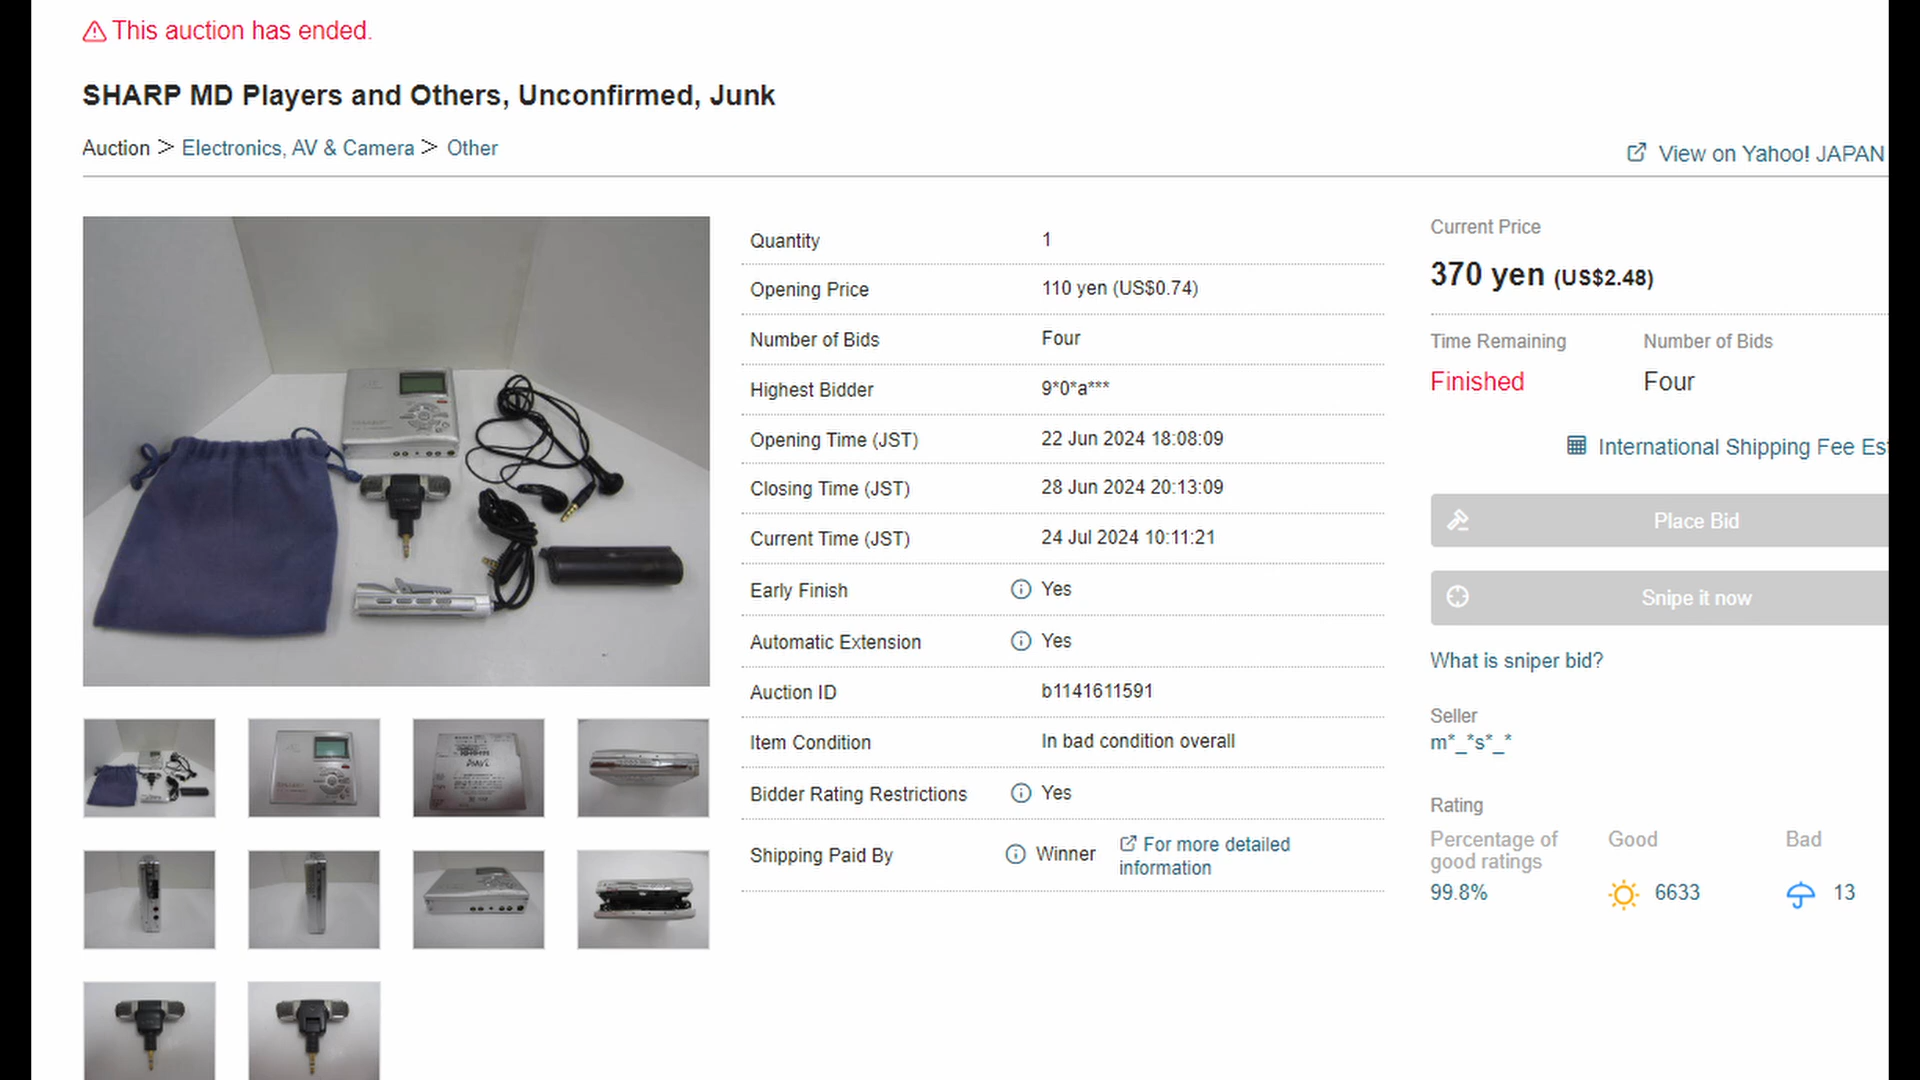 This auction has ended.
SHARP MD Players and Others, Unconfirmed, Junk
Auction > Electronics, AV & Camera > Other
View on Yahoo! JAPAN
Quantity 1
Opening Price 110 yen (US$0.74)
Number of Bids Four
Highest Bidder 9*0*a***
Opening Time (JST) 22 Jun 2024 18:08:09
Closing Time (JST) 28 Jun 2024 20:13:09
Current Time (JST) 24 Jul 2024 10:11:21
Early Finish Yes
Automatic Extension Yes
Auction ID b1141611591
Item Condition In bad condition overall
Bidder Rating Restrictions Yes
Shipping Paid By Winner For more detailed
information
Current Price
370 yen (US$2.48)
Time Remaining Number of Bids
Finished Four
International Shipping Fee Es
Place Bid
Snipe it now
What is sniper bid?
Seller
m*_*s*_*
Rating
Percentage of Good Bad
good ratings
99.8% 6633 13